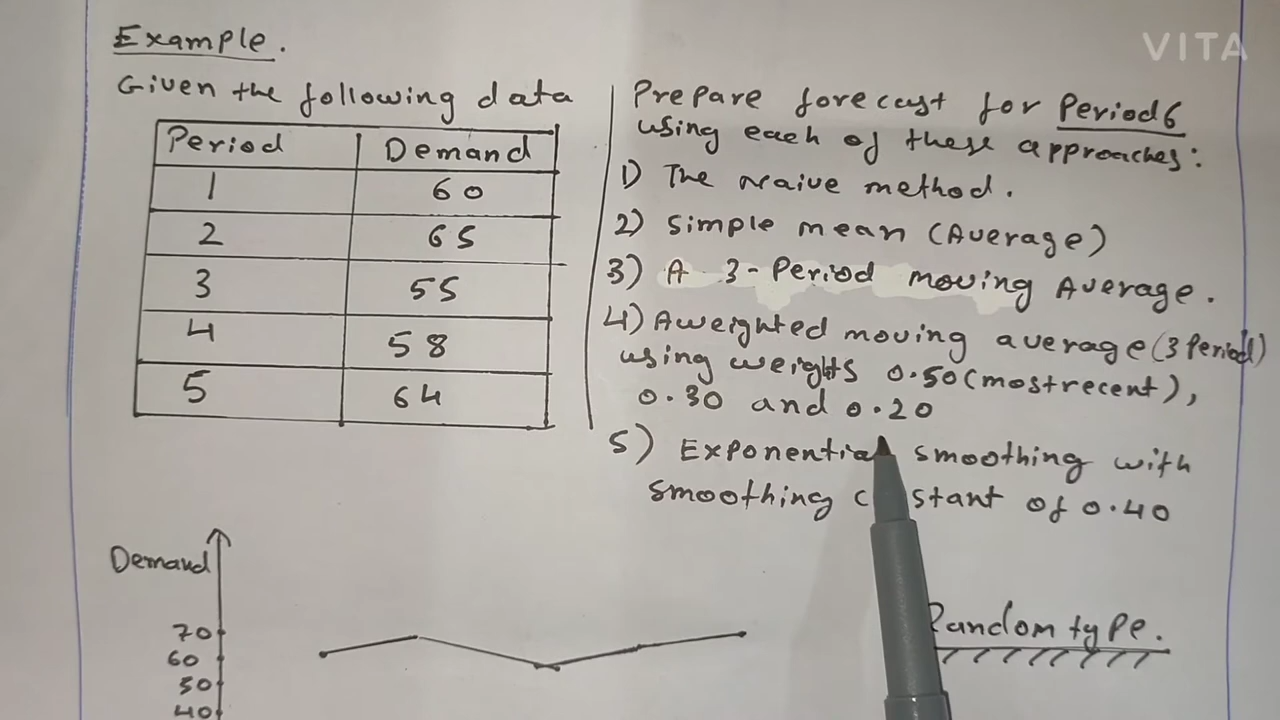 VITA
Example.
Given the following data
Period Demand
1 60
2 65
3 55
4 58
5 64
Prepare forecast for Period 6
using each of these approaches:
1) The naive method.
2) Simple mean (Average)
3) A 3-Period moving Average.
4) A weighted moving average (3 Period)
using weights 0.50 (most recent),
0.30 and 0.20
5) Exponential smoothing with
smoothing constant of 0.40
Demand
70
60
50
40
Random type.